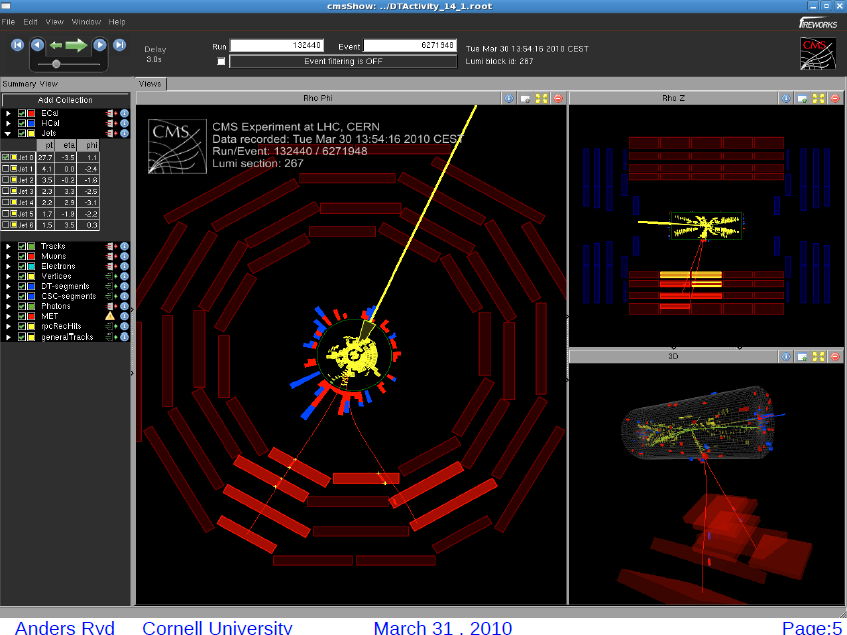 cmsShow: .../DTActivity_14_1.root
File Edit View Window Help
FIREWORKS
Delay
3.0s
Run 132440 Event 6271948
Event filtering is OFF
Tue Mar 30 13:54:16 2010 CEST
Lumi block id: 267
CMS
Summary View
Views
Add Collection
ECal
HCal
Jets
pt eta phi
Jet 0 27.7 -3.5 1.1
Jet 1 4.1 0.0 -2.4
Jet 2 3.5 -0.2 -1.6
Jet 3 2.3 3.3 -2.5
Jet 4 2.2 2.9 -3.1
Jet 5 1.7 -1.9 -2.2
Jet 6 1.5 3.5 0.3
Tracks
Muons
Electrons
Vertices
DT-segments
CSC-segments
Photons
MET
rpcRecHits
generalTracks
Rho Phi
CMS
CMS Experiment at LHC, CERN
Data recorded: Tue Mar 30 13:54:16 2010 CEST
Run/Event: 132440 / 6271948
Lumi section: 267
Rho Z
3D
Anders Ryd Cornell University March 31 , 2010 Page:5